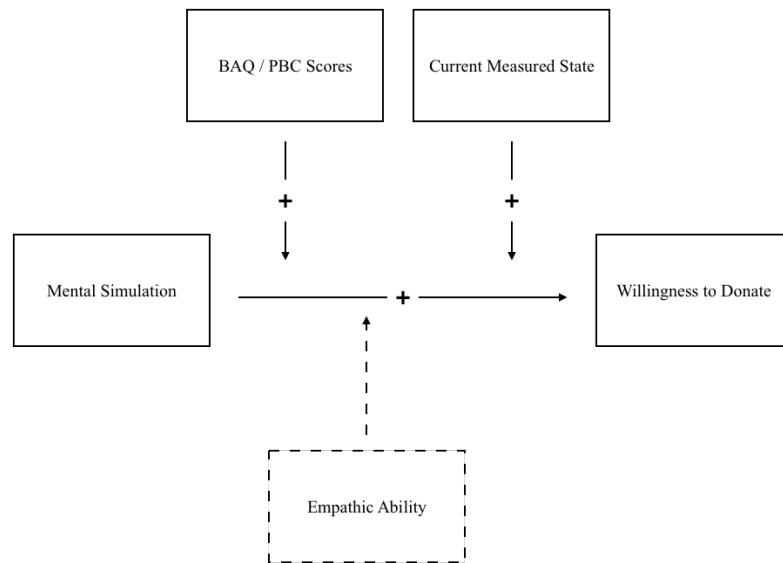 BAQ / PBC Scores
Current Measured State
+
+
Mental Simulation
+
Willingness to Donate
Empathic Ability